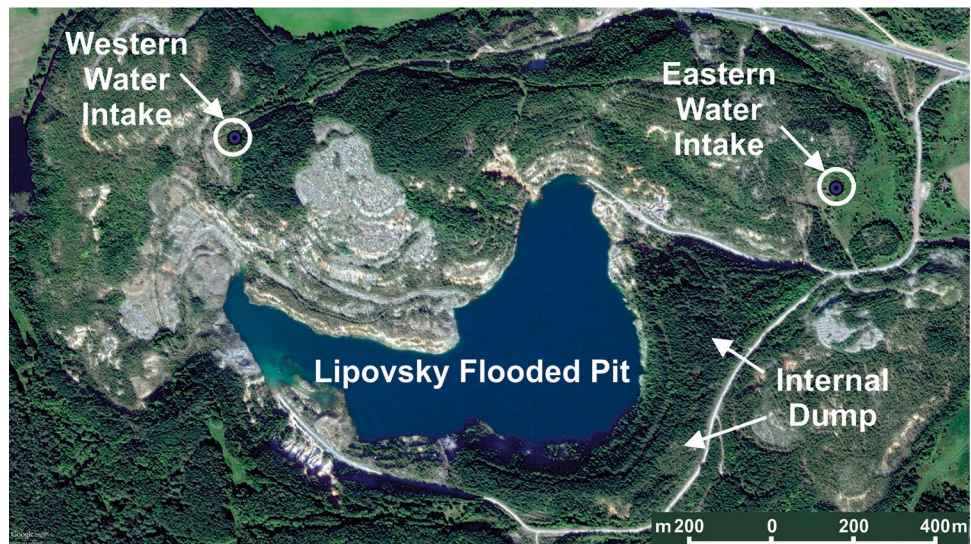 Western
Water
Intake
Eastern
Water
Intake
Lipovsky Flooded Pit
Internal
Dump
m 200 0 200 400 m